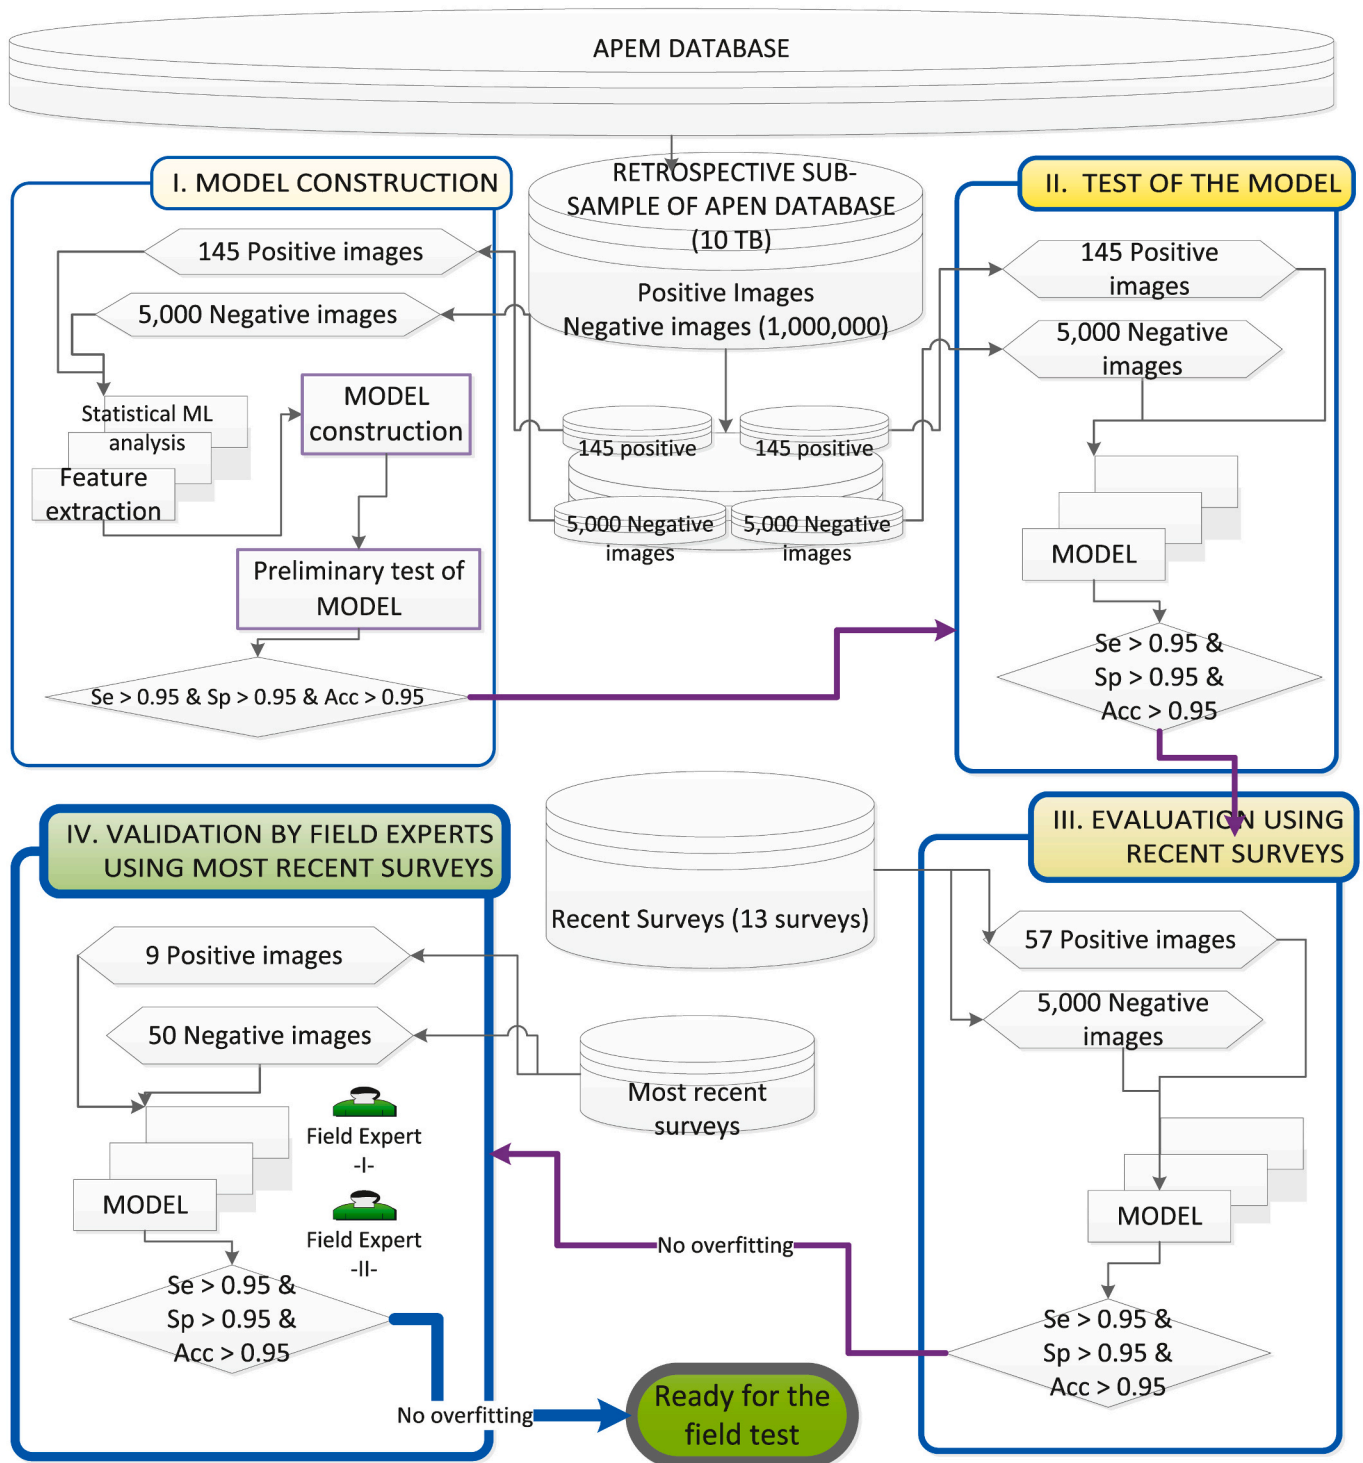 APEM DATABASE
I. MODEL CONSTRUCTION
145 Positive images
5,000 Negative images
Statistical ML
analysis
Feature
extraction
MODEL
construction
Preliminary test of
MODEL
Se > 0.95 & Sp > 0.95 & Acc > 0.95
RETROSPECTIVE SUB-
SAMPLE OF APEN DATABASE
(10 TB)
Positive Images
Negative images (1,000,000)
145 positive
145 positive
5,000 Negative
images
5,000 Negative
images
II. TEST OF THE MODEL
145 Positive
images
5,000 Negative
images
MODEL
Se > 0.95 &
Sp > 0.95 &
Acc > 0.95
III. EVALUATION USING
RECENT SURVEYS
Recent Surveys (13 surveys)
57 Positive images
5,000 Negative
images
MODEL
Se > 0.95 &
Sp > 0.95 &
Acc > 0.95
No overfitting
IV. VALIDATION BY FIELD EXPERTS
USING MOST RECENT SURVEYS
Most recent
surveys
9 Positive images
50 Negative images
Field Expert
-I-
Field Expert
-II-
MODEL
Se > 0.95 &
Sp > 0.95 &
Acc > 0.95
No overfitting
Ready for the
field test